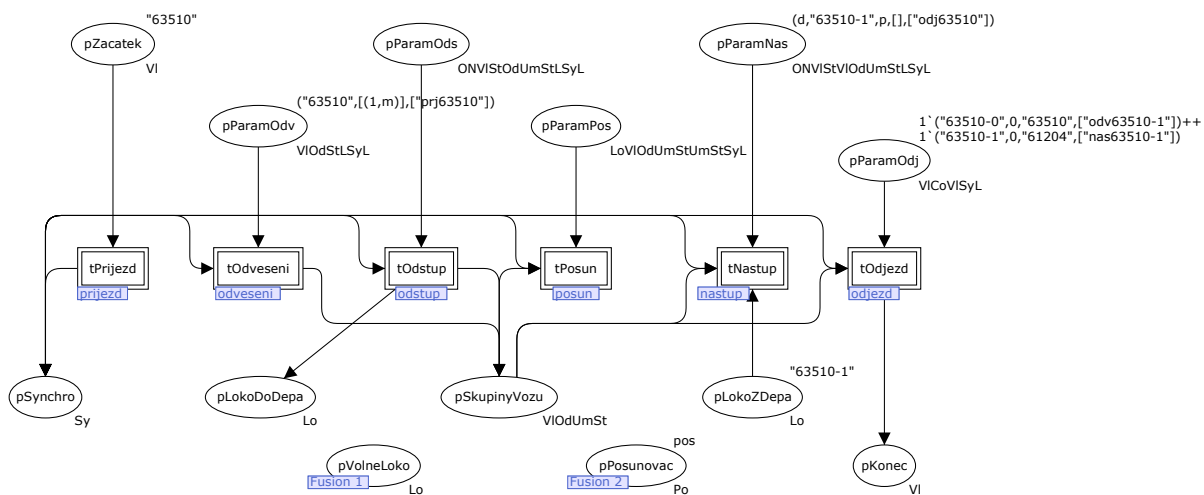 "63510"
(d,"63510-1",p,[],["odj63510"])
pZacatek
pParamOds
pParamNas
Vl
ONVlStOdUmStLSyL
ONVlStVlOdUmStLSyL
("63510",[(1,m)],["prj63510"])
1`("63510-0",0,"63510",["odv63510-1"])++
1`("63510-1",0,"61204",["nas63510-1"])
pParamOdv
pParamPos
VlOdStLSyL
LoVlOdUmStUmStSyL
pParamOdj
VlCoVlSyL
tPrijezd
tOdveseni
tOdstup
tPosun
tNastup
tOdjezd
prijezd
odveseni
odstup
posun
nastup
odjezd
"63510-1"
pSynchro
pLokoDoDepa
pSkupinyVozu
pLokoZDepa
Sy
Lo
VlOdUmSt
Lo
pos
pVolneLoko
pPosunovac
pKonec
Fusion 1
Fusion 2
Lo
Po
Vl